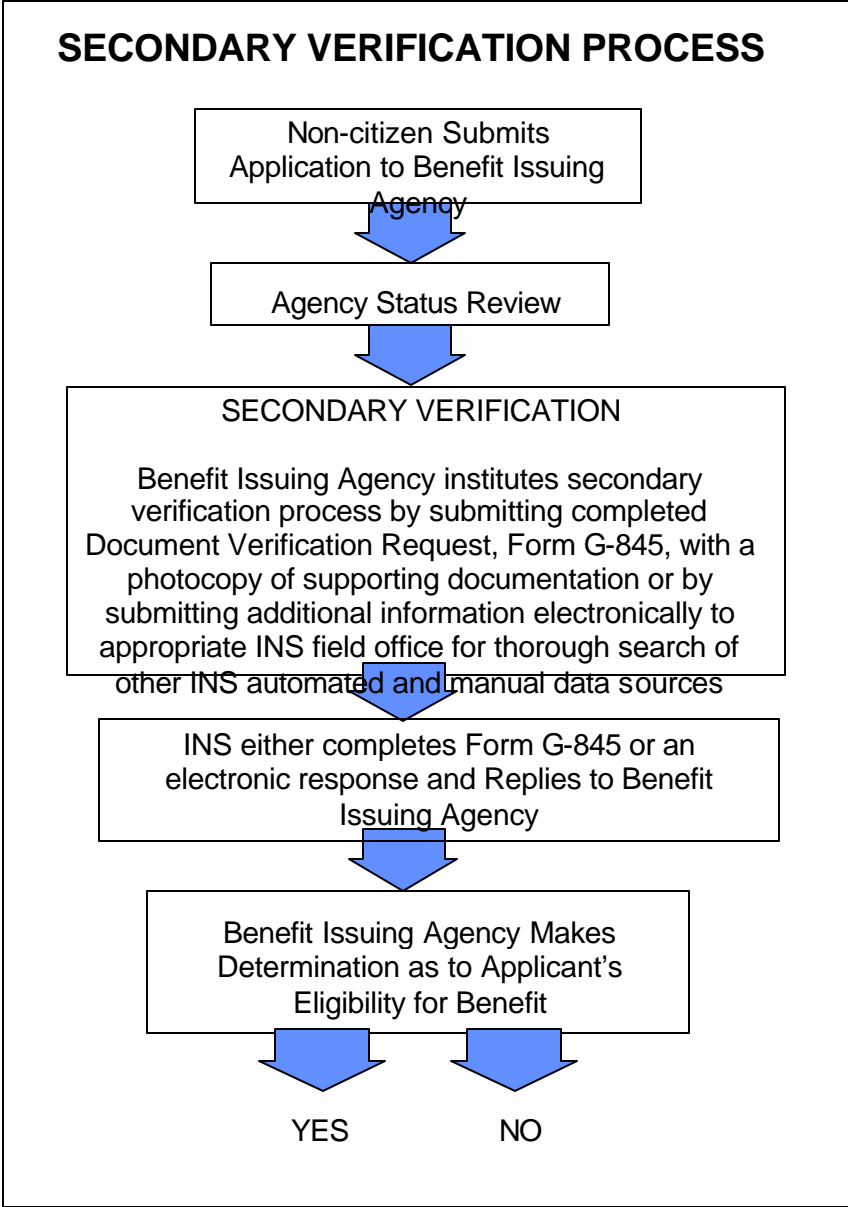 SECONDARY VERIFICATION PROCESS
Non-citizen Submits
Application to Benefit Issuing
Agency
Agency Status Review
SECONDARY VERIFICATION
Benefit Issuing Agency institutes secondary
verification process by submitting completed
Document Verification Request, Form G-845, with a
photocopy of supporting documentation or by
submitting additional information electronically to
appropriate INS field office for thorough search of
other INS automated and manual data sources
INS either completes Form G-845 or an
electronic response and Replies to Benefit
Issuing Agency
Benefit Issuing Agency Makes
Determination as to Applicant’s
Eligibility for Benefit
YES NO